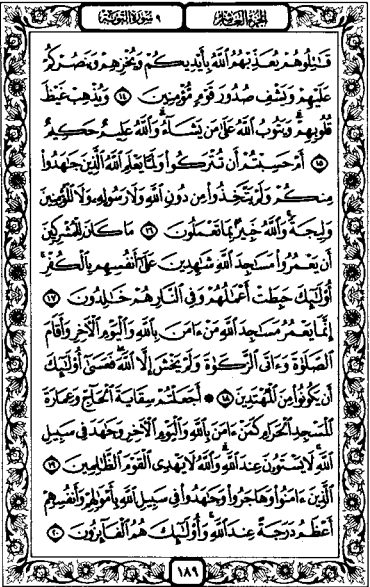 الجزء العاشر
٩ سورة التوبة
قَٰتِلُوهُمْ يُعَذِّبْهُمُ ٱللَّهُ بِأَيْدِيكُمْ وَيُخْزِهِمْ وَيَنصُرْكُمْ
عَلَيْهِمْ وَيَشْفِ صُدُورَ قَوْمٍ مُّؤْمِنِينَ ١٤ وَيُذْهِبْ غَيْظَ
قُلُوبِهِمْ وَيَتُوبُ ٱللَّهُ عَلَىٰ مَن يَشَآءُ وَٱللَّهُ عَلِيمٌ حَكِيمٌ
١٥ أَمْ حَسِبْتُمْ أَن تُتْرَكُوا۟ وَلَمَّا يَعْلَمِ ٱللَّهُ ٱلَّذِينَ جَٰهَدُوا۟
مِنكُمْ وَلَمْ يَتَّخِذُوا۟ مِن دُونِ ٱللَّهِ وَلَا رَسُولِهِۦ وَلَا ٱلْمُؤْمِنِينَ
وَلِيجَةً وَٱللَّهُ خَبِيرٌۢ بِمَا تَعْمَلُونَ ١٦ مَا كَانَ لِلْمُشْرِكِينَ
أَن يَعْمُرُوا۟ مَسَٰجِدَ ٱللَّهِ شَٰهِدِينَ عَلَىٰٓ أَنفُسِهِم بِٱلْكُفْرِ
أُو۟لَٰٓئِكَ حَبِطَتْ أَعْمَٰلُهُمْ وَفِى ٱلنَّارِ هُمْ خَٰلِدُونَ ١٧
إِنَّمَا يَعْمُرُ مَسَٰجِدَ ٱللَّهِ مَنْ ءَامَنَ بِٱللَّهِ وَٱلْيَوْمِ ٱلْءَاخِرِ وَأَقَامَ
ٱلصَّلَوٰةَ وَءَاتَى ٱلزَّكَوٰةَ وَلَمْ يَخْشَ إِلَّا ٱللَّهَ فَعَسَىٰٓ أُو۟لَٰٓئِكَ
أَن يَكُونُوا۟ مِنَ ٱلْمُهْتَدِينَ ١٨ ۞ أَجَعَلْتُمْ سِقَايَةَ ٱلْحَآجِّ وَعِمَارَةَ
ٱلْمَسْجِدِ ٱلْحَرَامِ كَمَنْ ءَامَنَ بِٱللَّهِ وَٱلْيَوْمِ ٱلْءَاخِرِ وَجَٰهَدَ فِى سَبِيلِ
ٱللَّهِ لَا يَسْتَوُۥنَ عِندَ ٱللَّهِ وَٱللَّهُ لَا يَهْدِى ٱلْقَوْمَ ٱلظَّٰلِمِينَ ١٩
ٱلَّذِينَ ءَامَنُوا۟ وَهَاجَرُوا۟ وَجَٰهَدُوا۟ فِى سَبِيلِ ٱللَّهِ بِأَمْوَٰلِهِمْ وَأَنفُسِهِمْ
أَعْظَمُ دَرَجَةً عِندَ ٱللَّهِ وَأُو۟لَٰٓئِكَ هُمُ ٱلْفَآئِزُونَ ٢٠
١٨٩